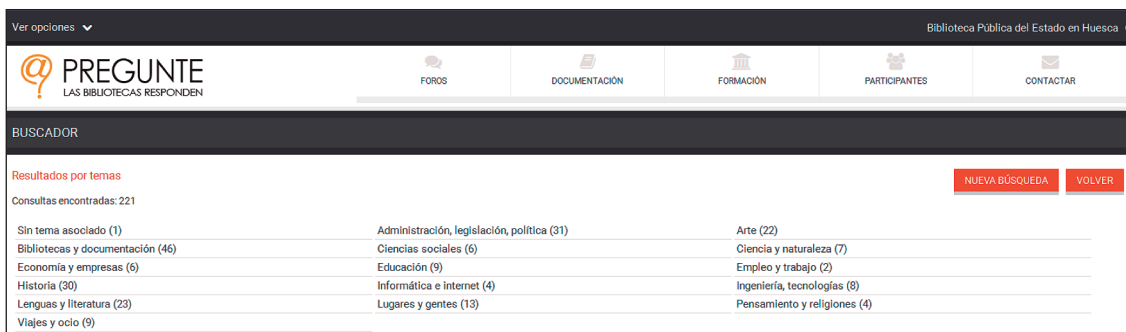 Ver opciones
Biblioteca Pública del Estado en Huesca
@ PREGUNTE
LAS BIBLIOTECAS RESPONDEN
FOROS
DOCUMENTACIÓN
FORMACIÓN
PARTICIPANTES
CONTACTAR
BUSCADOR
Resultados por temas
NUEVA BÚSQUEDA
VOLVER
Consultas encontradas: 221
Sin tema asociado (1)
Administración, legislación, política (31)
Arte (22)
Bibliotecas y documentación (46)
Ciencias sociales (6)
Ciencia y naturaleza (7)
Economía y empresas (6)
Educación (9)
Empleo y trabajo (2)
Historia (30)
Informática e internet (4)
Ingeniería, tecnologías (8)
Lenguas y literatura (23)
Lugares y gentes (13)
Pensamiento y religiones (4)
Viajes y ocio (9)